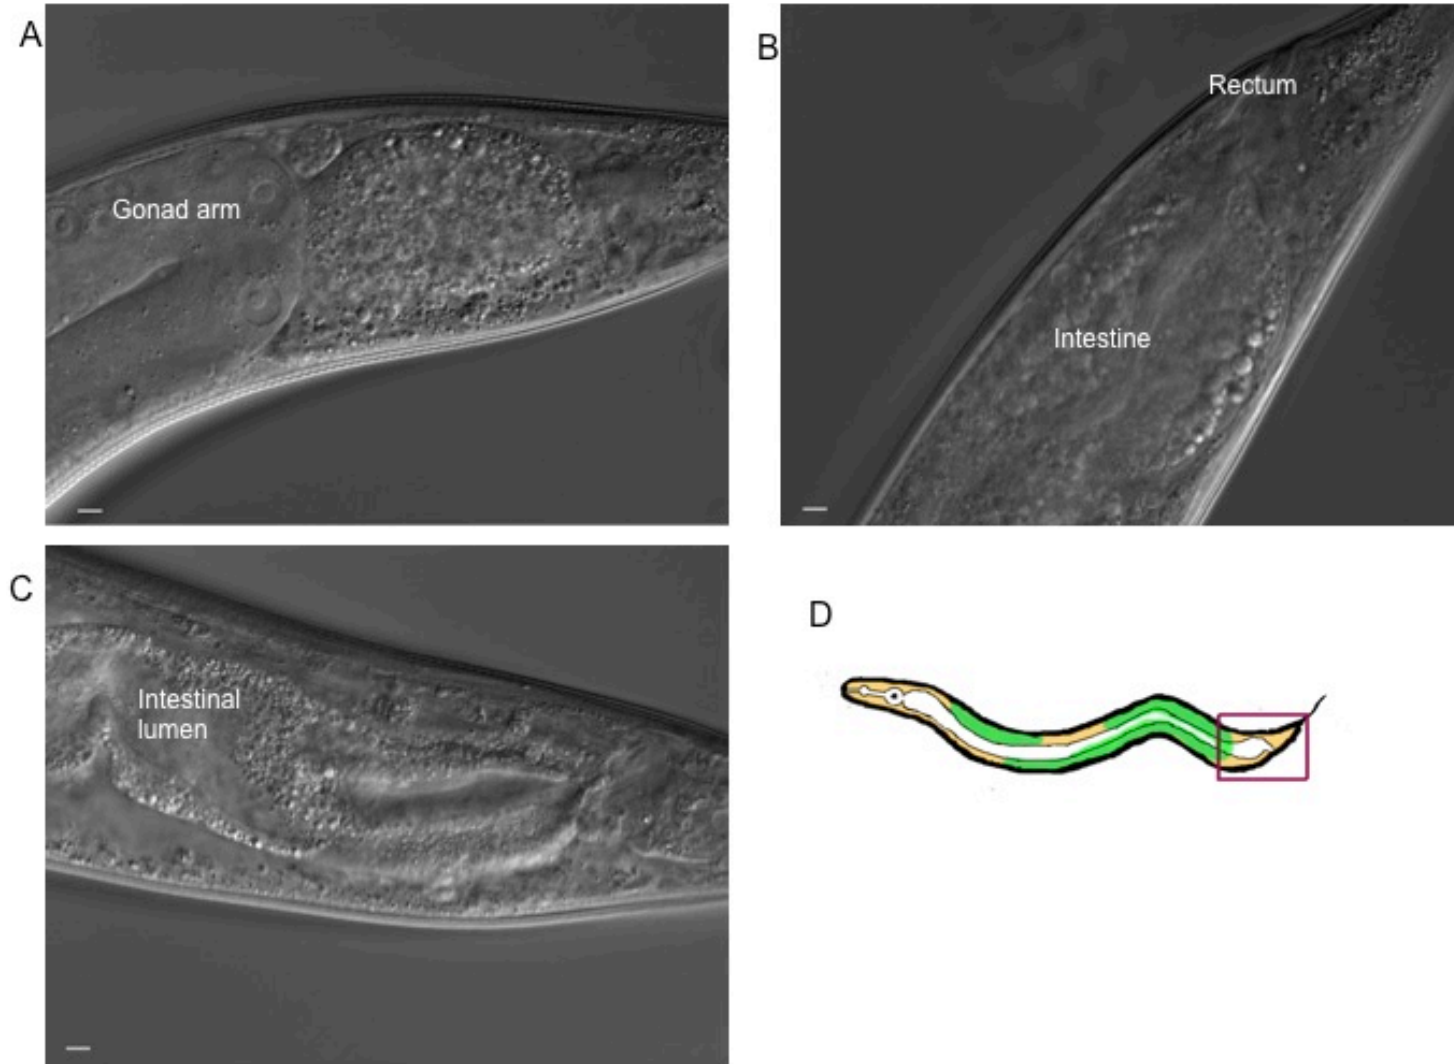 A
B
Rectum
Gonad arm
Intestine
C
Intestinal
lumen
D